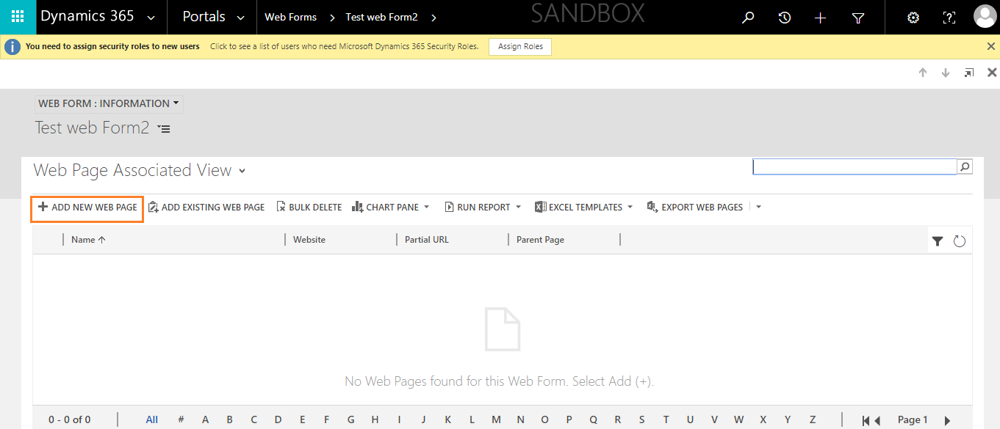 Dynamics 365 Portals Web Forms Test web Form2 SANDBOX
You need to assign security roles to new users Click to see a list of users who need Microsoft Dynamics 365 Security Roles. Assign Roles
WEB FORM : INFORMATION
Test web Form2
Web Page Associated View
ADD NEW WEB PAGE ADD EXISTING WEB PAGE BULK DELETE CHART PANE RUN REPORT EXCEL TEMPLATES EXPORT WEB PAGES
Name Website Partial URL Parent Page
No Web Pages found for this Web Form. Select Add (+).
0 - 0 of 0 All # A B C D E F G H I J K L M N O P Q R S T U V W X Y Z Page 1